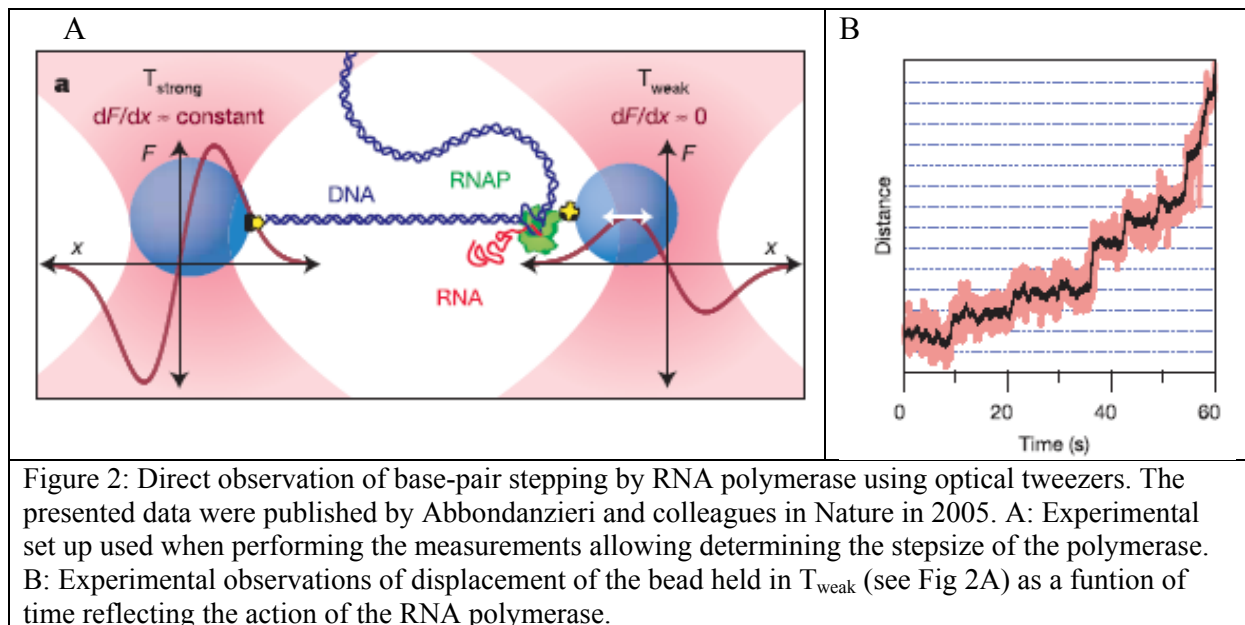 A
B
a
T_strong
dF/dx ≈ constant
T_weak
dF/dx ≈ 0
F
F
DNA
RNAP
x
x
RNA
Distance
0 20 40 60
Time (s)
Figure 2: Direct observation of base-pair stepping by RNA polymerase using optical tweezers. The
presented data were published by Abbondanzieri and colleagues in Nature in 2005. A: Experimental
set up used when performing the measurements allowing determining the stepsize of the polymerase.
B: Experimental observations of displacement of the bead held in T_weak (see Fig 2A) as a funtion of
time reflecting the action of the RNA polymerase.